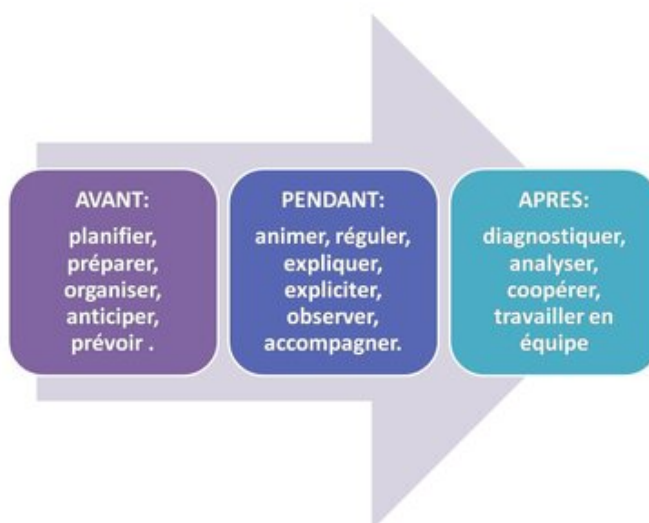 AVANT:
planifier,
préparer,
organiser,
anticiper,
prévoir .
PENDANT:
animer, réguler,
expliquer,
expliciter,
observer,
accompagner.
APRES:
diagnostiquer,
analyser,
coopérer,
travailler en
équipe